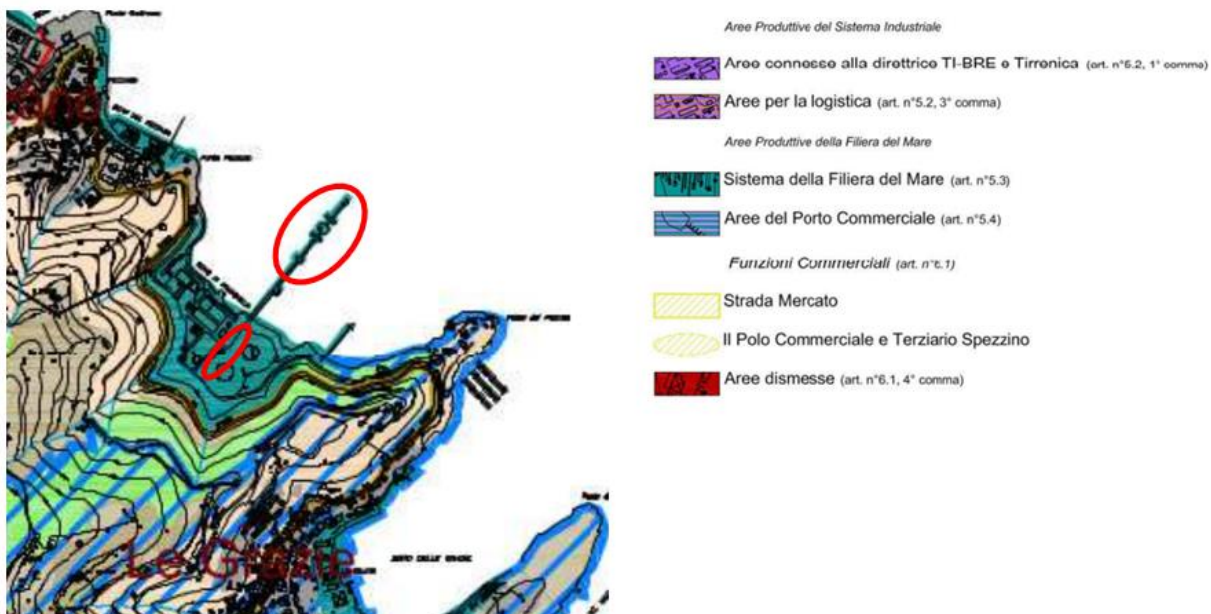 Le Grazie
Aree Produttive del Sistema Industriale
Aree connesse alla direttrice TI-BRE e Tirrenica (art. n°5.2, 1° comma)
Aree per la logistica (art. n°5.2, 3° comma)
Aree Produttive della Filiera del Mare
Sistema della Filiera del Mare (art. n°5.3)
Aree del Porto Commerciale (art. n°5.4)
Funzioni Commerciali (art. n°6.1)
Strada Mercato
Il Polo Commerciale e Terziario Spezzino
Aree dismesse (art. n°6.1, 4° comma)